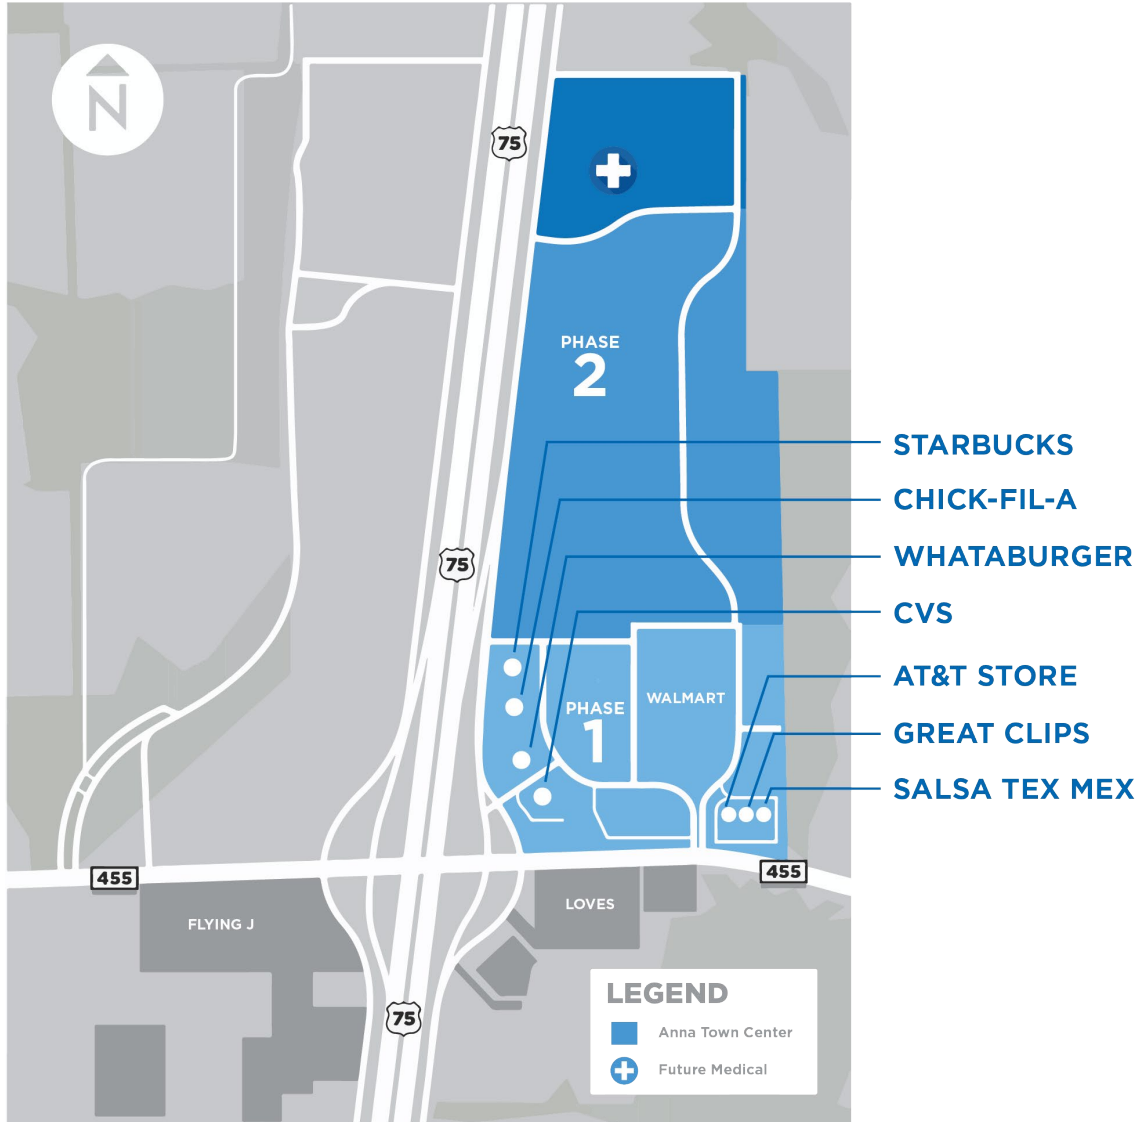 N
75
PHASE
2
STARBUCKS
CHICK-FIL-A
75
WHATABURGER
CVS
AT&T STORE
WALMART
PHASE
1
GREAT CLIPS
SALSA TEX MEX
455
455
FLYING J
LOVES
75
LEGEND
Anna Town Center
Future Medical